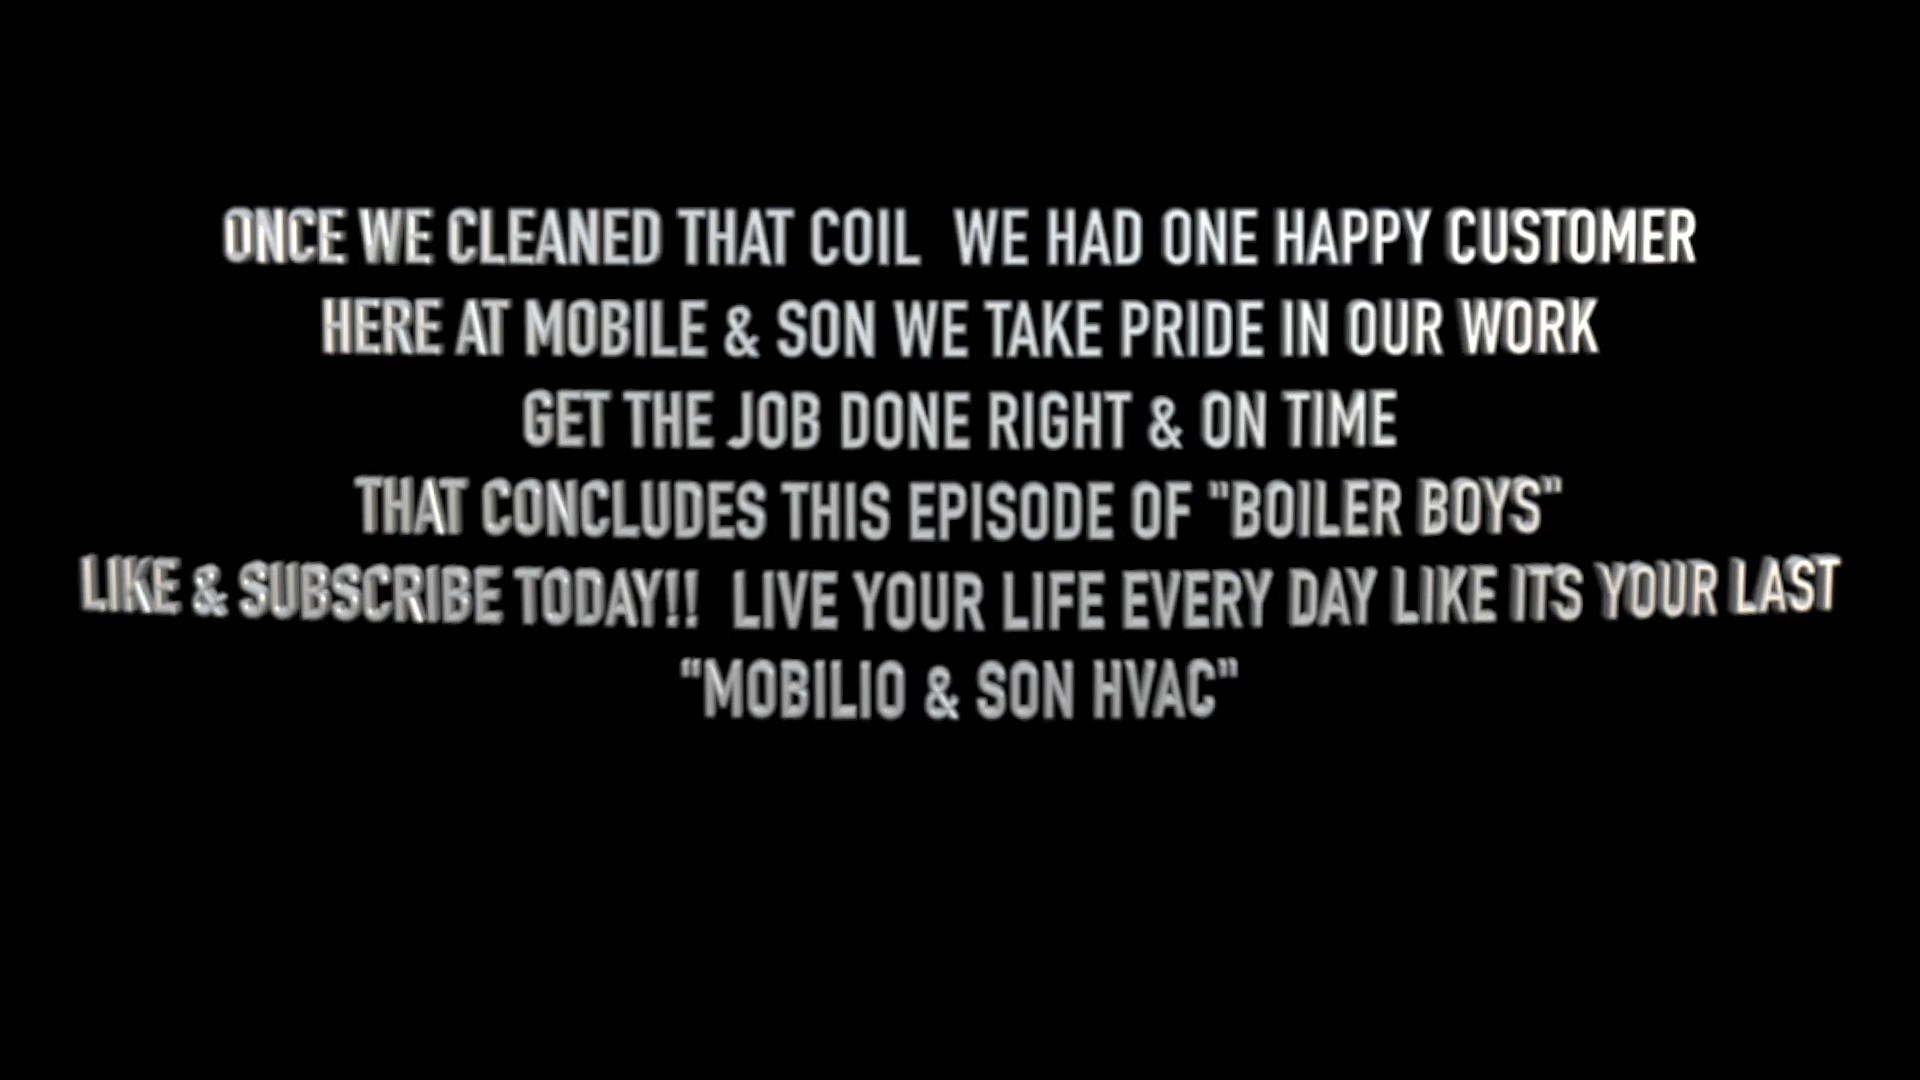 ONCE WE CLEANED THAT COIL  WE HAD ONE HAPPY CUSTOMER
HERE AT MOBILE & SON WE TAKE PRIDE IN OUR WORK
GET THE JOB DONE RIGHT & ON TIME
THAT CONCLUDES THIS EPISODE OF "BOILER BOYS"
LIKE & SUBSCRIBE TODAY!!  LIVE YOUR LIFE EVERY DAY LIKE ITS YOUR LAST
"MOBILIO & SON HVAC"